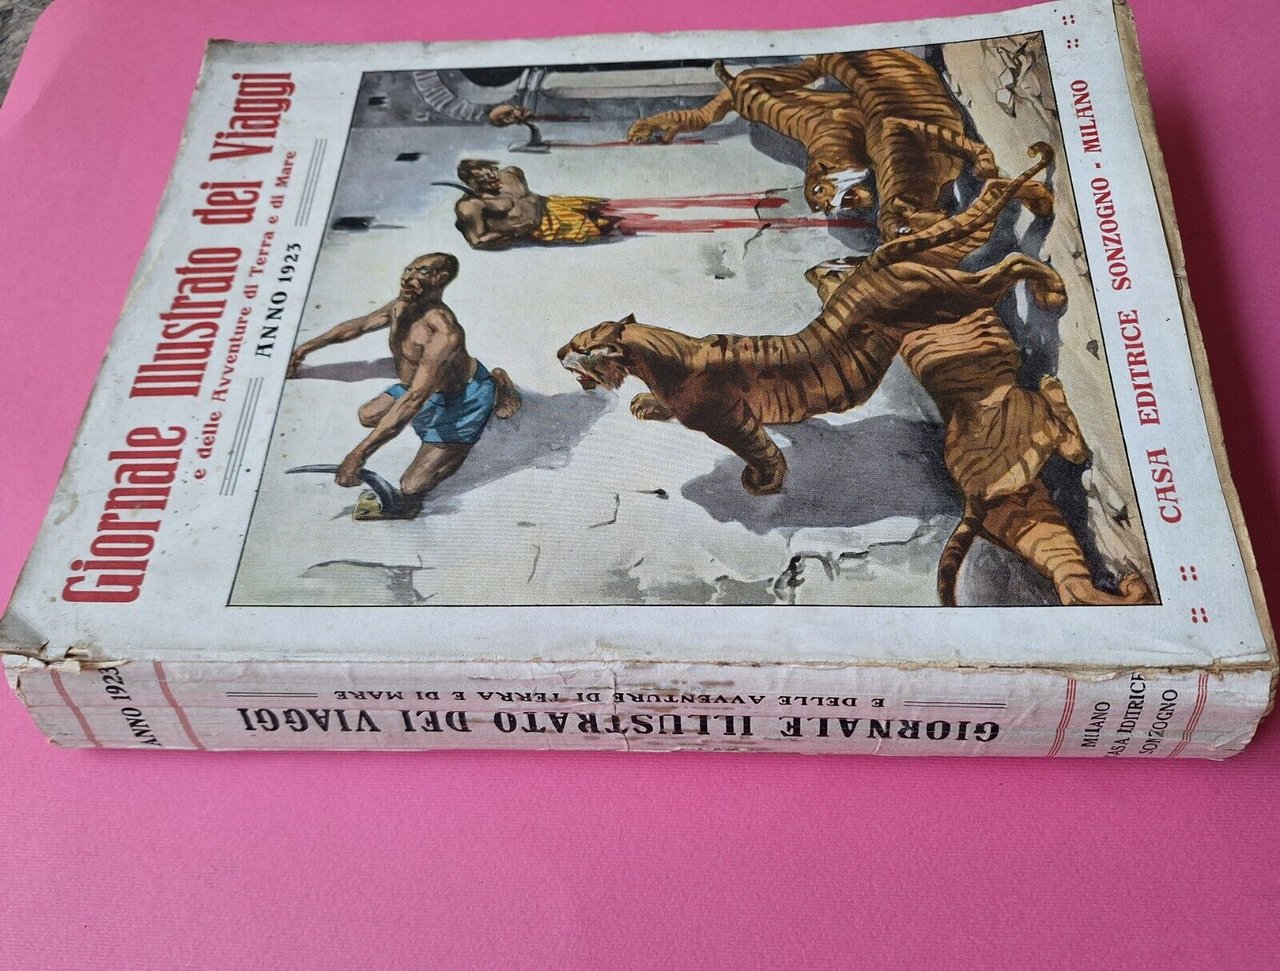 Giornale Illustrato dei Viaggi
e delle Avventure di Terra e di Mare
ANNO 1923
CASA EDITRICE SONZOGNO - MILANO
ANNO 1923
GIORNALE ILLUSTRATO DEI VIAGGI
E DELLE AVVENTURE DI TERRA E DI MARE
MILANO
CASA EDITRICE
SONZOGNO